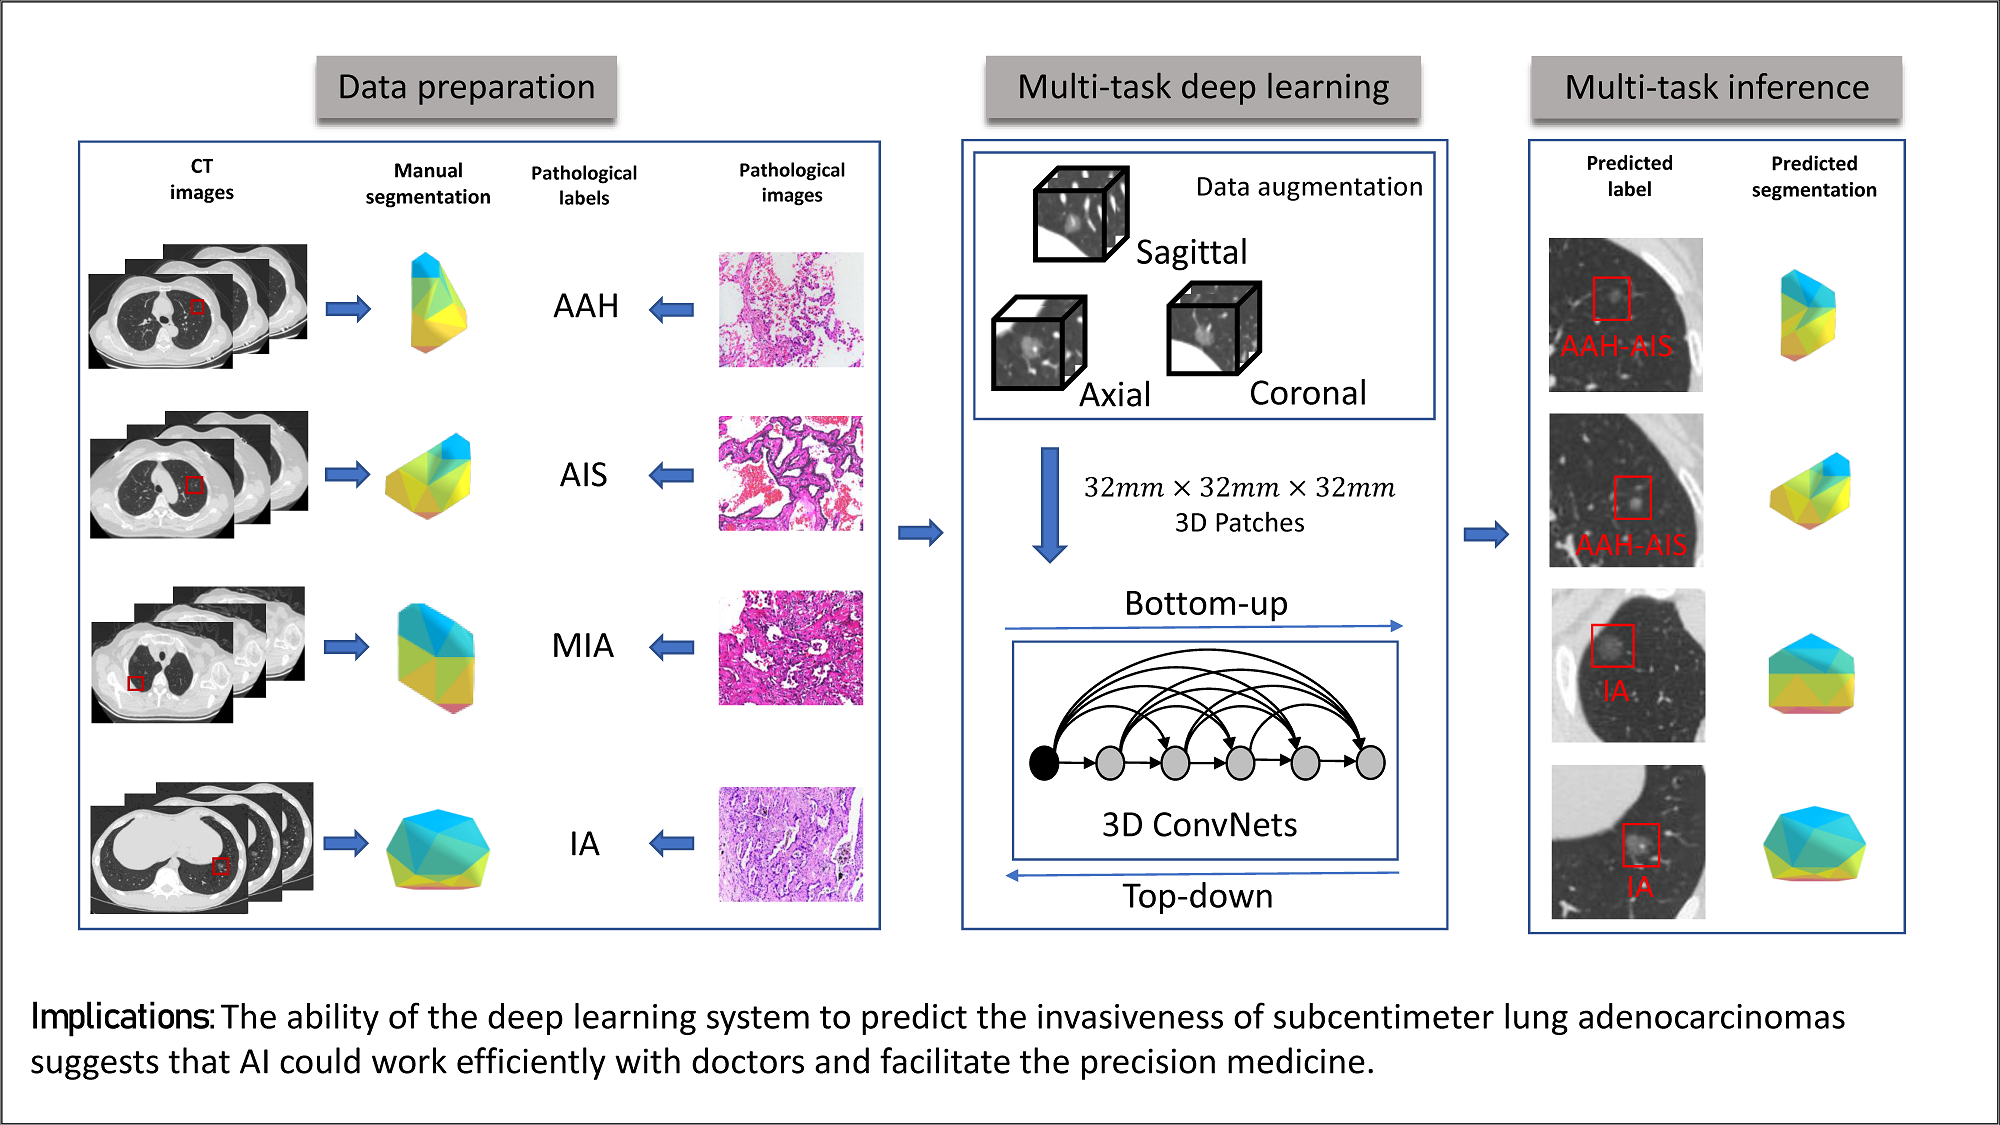 Data preparation
Multi-task deep learning
Multi-task inference
CT
images
Manual
segmentation
Pathological
labels
Pathological
images
AAH
AIS
MIA
IA
Data augmentation
Sagittal
Axial
Coronal
32mm × 32mm × 32mm
3D Patches
Bottom-up
3D ConvNets
Top-down
Predicted
label
Predicted
segmentation
AAH-AIS
AAH-AIS
IA
IA
Implications: The ability of the deep learning system to predict the invasiveness of subcentimeter lung adenocarcinomas
suggests that AI could work efficiently with doctors and facilitate the precision medicine.